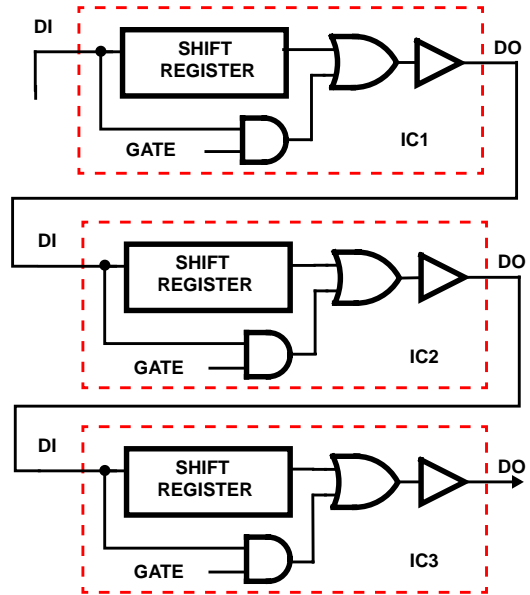 DI
SHIFT
REGISTER
DO
GATE
IC1
DI
SHIFT
REGISTER
DO
GATE
IC2
DI
SHIFT
REGISTER
DO
GATE
IC3